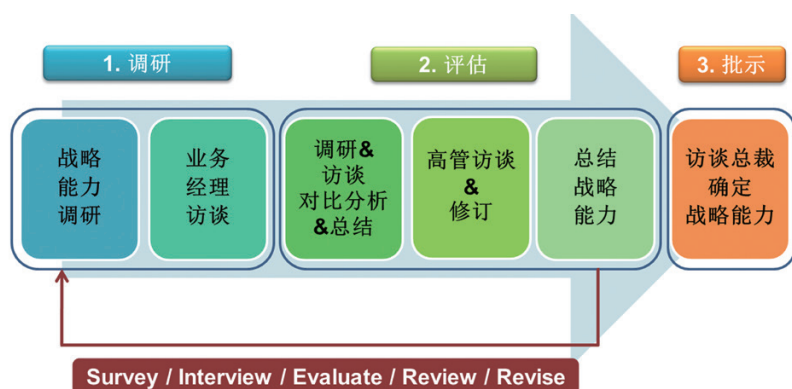 1. 调研
2. 评估
3. 批示
战略
能力
调研
业务
经理
访谈
调研&
访谈
对比分析
&总结
高管访谈
&
修订
总结
战略
能力
访谈总裁
确定
战略能力
Survey / Interview / Evaluate / Review / Revise